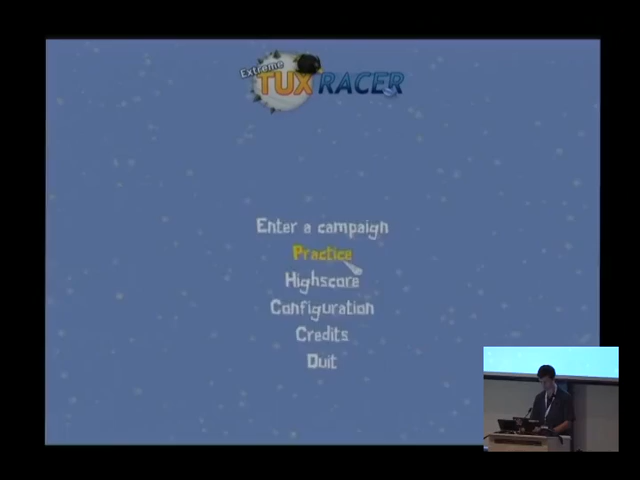 Extreme
TUX RACER
Enter a campaign
Practice
Highscore
Configuration
Credits
Quit